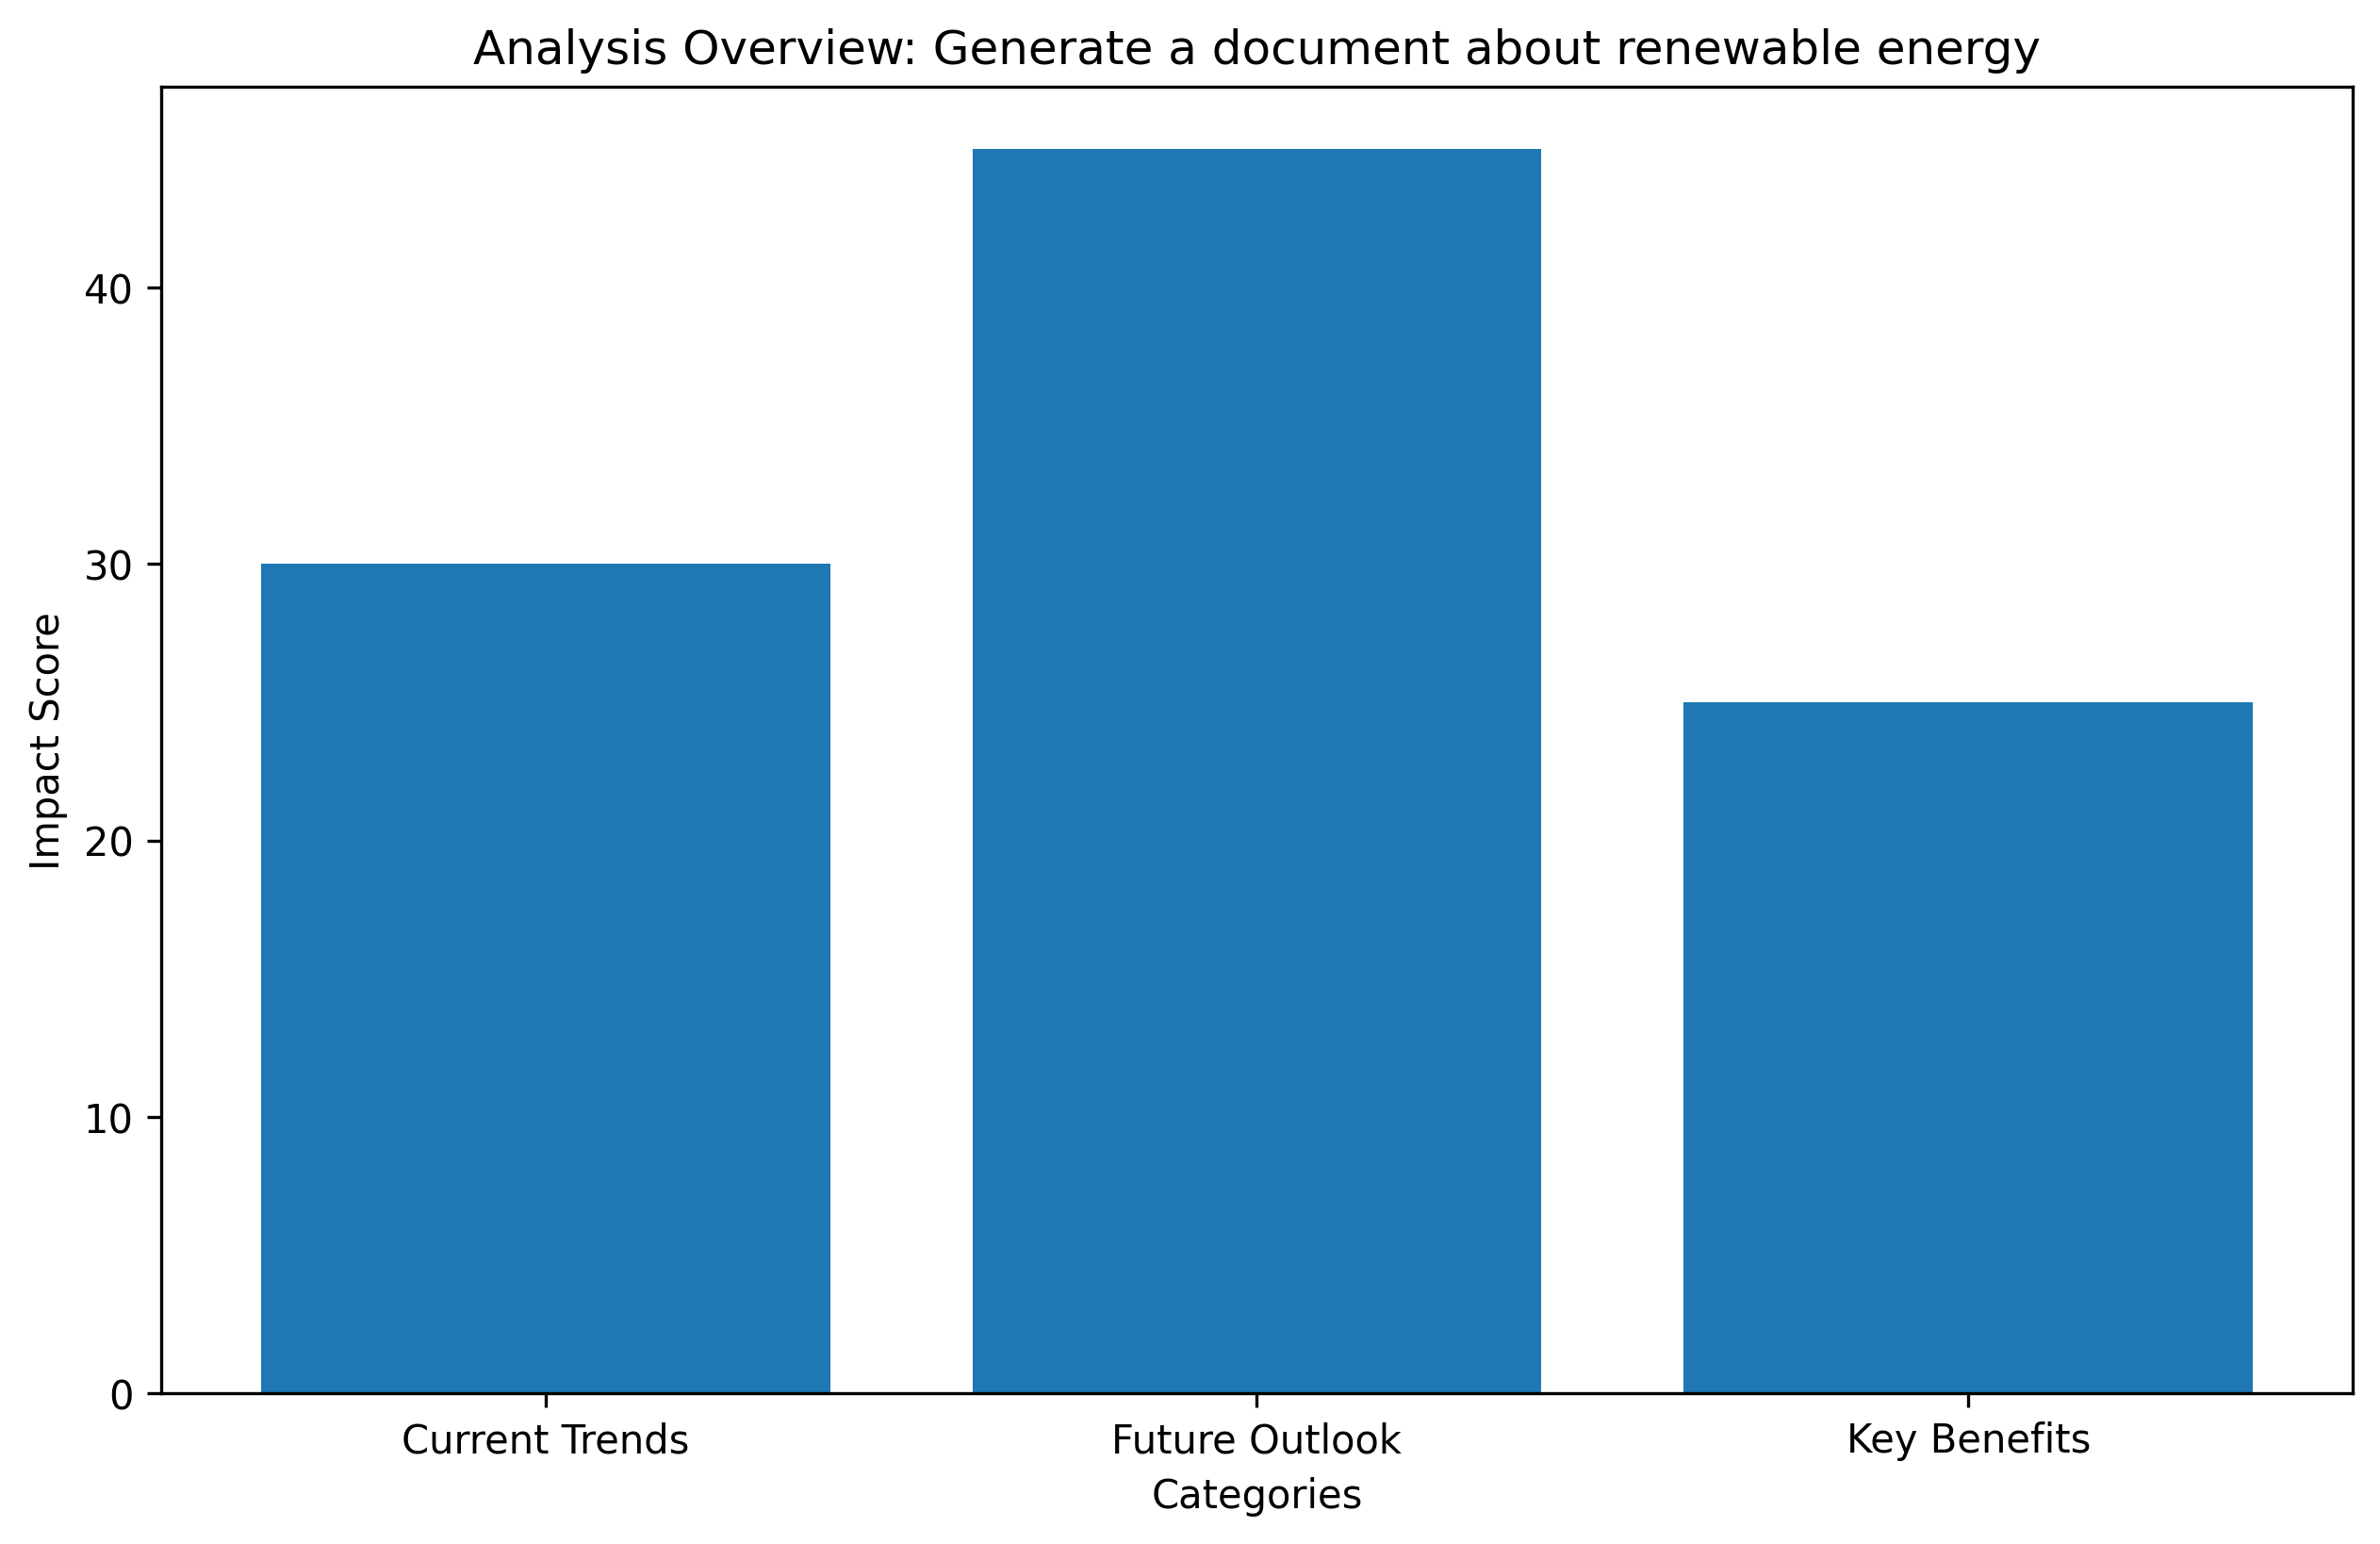 Analysis Overview: Generate a document about renewable energy
Impact Score
40
30
20
10
0
Current Trends
Future Outlook
Key Benefits
Categories